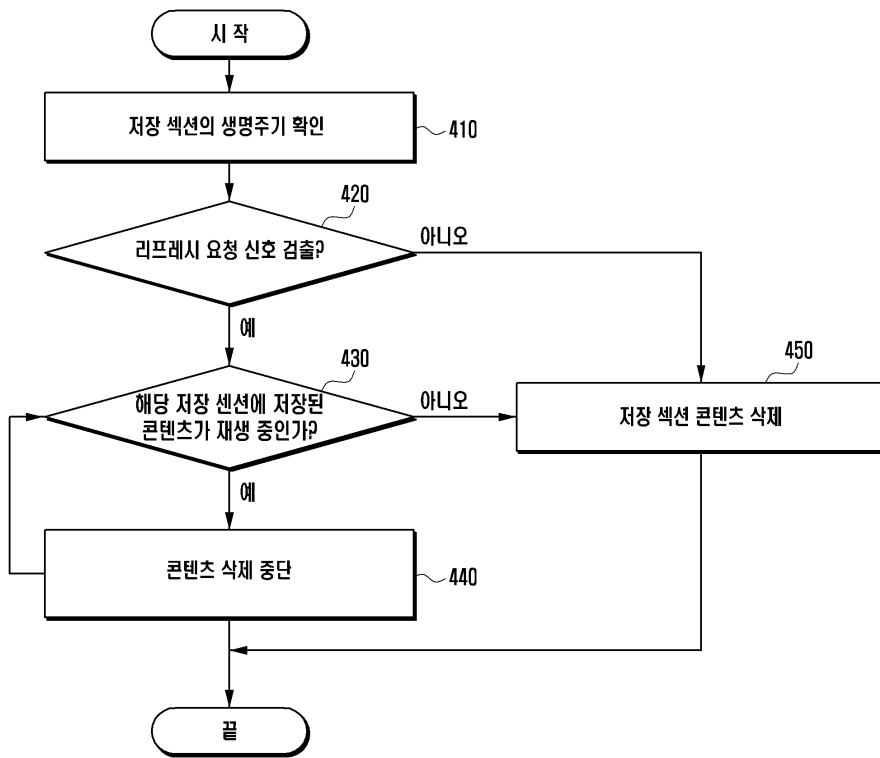 시작
저장 섹션의 생명주기 확인
410
420
리프레시 요청 신호 검출?
아니오
예
430
해당 저장 센션에 저장된
콘텐츠가 재생 중인가?
아니오
450
저장 섹션 콘텐츠 삭제
예
콘텐츠 삭제 중단
440
끝